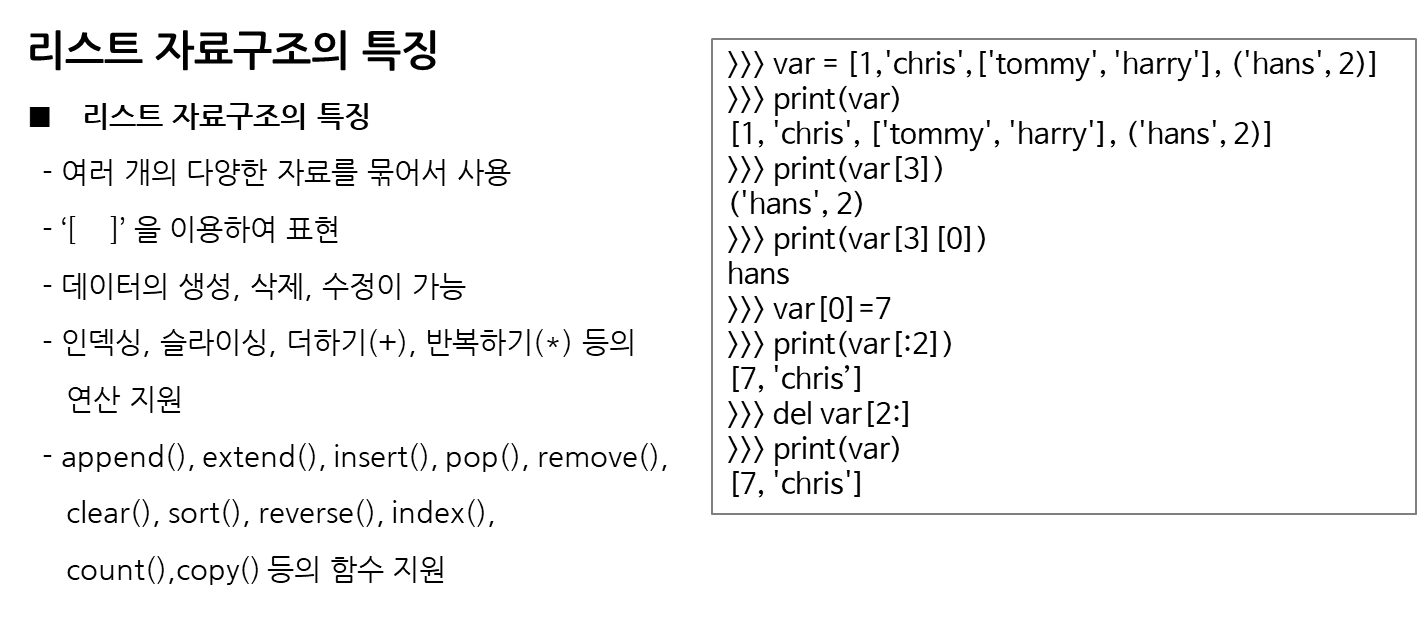 리스트 자료구조의 특징
■ 리스트 자료구조의 특징
- 여러 개의 다양한 자료를 묶어서 사용
- ‘[ ]’ 을 이용하여 표현
- 데이터의 생성, 삭제, 수정이 가능
- 인덱싱, 슬라이싱, 더하기(+), 반복하기(*) 등의
연산 지원
- append(), extend(), insert(), pop(), remove(),
clear(), sort(), reverse(), index(),
count(),copy() 등의 함수 지원
〉〉〉 var = [1,'chris',['tommy', 'harry'], ('hans', 2)]
〉〉〉 print(var)
[1, 'chris', ['tommy', 'harry'], ('hans', 2)]
〉〉〉 print(var[3])
('hans', 2)
〉〉〉 print(var[3][0])
hans
〉〉〉 var[0]=7
〉〉〉 print(var[:2])
[7, 'chris’]
〉〉〉 del var[2:]
〉〉〉 print(var)
[7, 'chris']